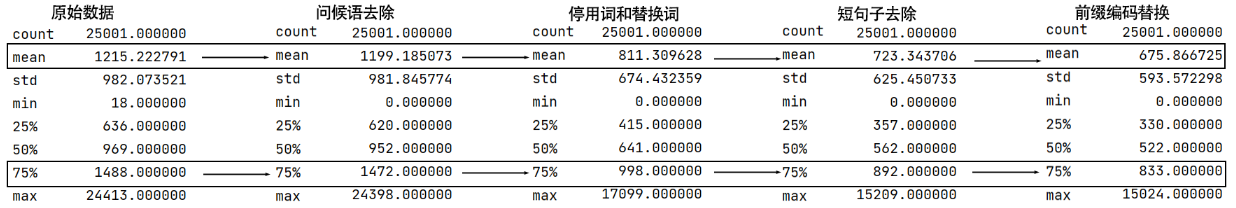 原始数据 问候语去除 停用词和替换词 短句子去除 前缀编码替换
count 25001.000000 count 25001.000000 count 25001.000000 count 25001.000000 count 25001.000000
mean 1215.222791 mean 1199.185073 mean 811.309628 mean 723.343706 mean 675.866725
std 982.073521 std 981.845774 std 674.432359 std 625.450733 std 593.572298
min 18.000000 min 0.000000 min 0.000000 min 0.000000 min 0.000000
25% 636.000000 25% 620.000000 25% 415.000000 25% 357.000000 25% 330.000000
50% 969.000000 50% 952.000000 50% 641.000000 50% 562.000000 50% 522.000000
75% 1488.000000 75% 1472.000000 75% 998.000000 75% 892.000000 75% 833.000000
max 24413.000000 max 24398.000000 max 17099.000000 max 15209.000000 max 15024.000000